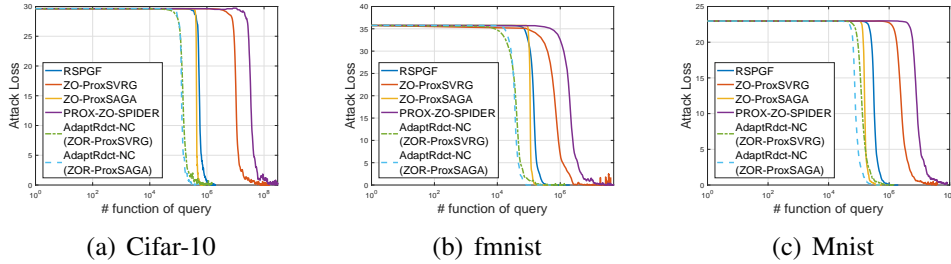 30
25
20
15
10
5
0
Attack Loss
RSPGF
ZO-ProxSVRG
ZO-ProxSAGA
PROX-ZO-SPIDER
AdaptRdct-NC
(ZOR-ProxSVRG)
AdaptRdct-NC
(ZOR-ProxSAGA)
10^0 10^2 10^4 10^6 10^8
# function of query
(a) Cifar-10
40
35
30
25
20
15
10
5
0
Attack Loss
RSPGF
ZO-ProxSVRG
ZO-ProxSAGA
PROX-ZO-SPIDER
AdaptRdct-NC
(ZOR-ProxSVRG)
AdaptRdct-NC
(ZOR-ProxSAGA)
10^0 10^2 10^4 10^6
# function of query
(b) fmnist
25
20
15
10
5
0
Attack Loss
RSPGF
ZO-ProxSVRG
ZO-ProxSAGA
PROX-ZO-SPIDER
AdaptRdct-NC
(ZOR-ProxSVRG)
AdaptRdct-NC
(ZOR-ProxSAGA)
10^0 10^2 10^4 10^6 10^8
# function of query
(c) Mnist